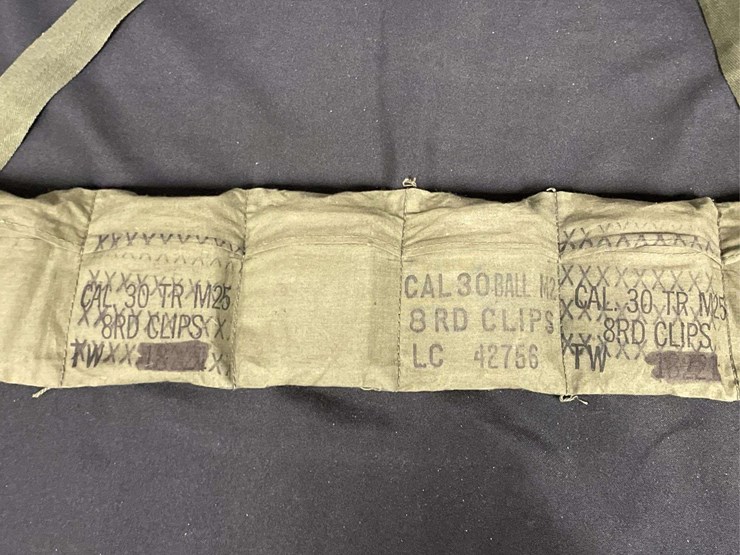 CAL. 30 TR M25
8RD CLIPS
TW
CAL 30 BALL M2
8 RD CLIPS
LC 42756
CAL. 30 TR M25
8RD CLIPS
TW